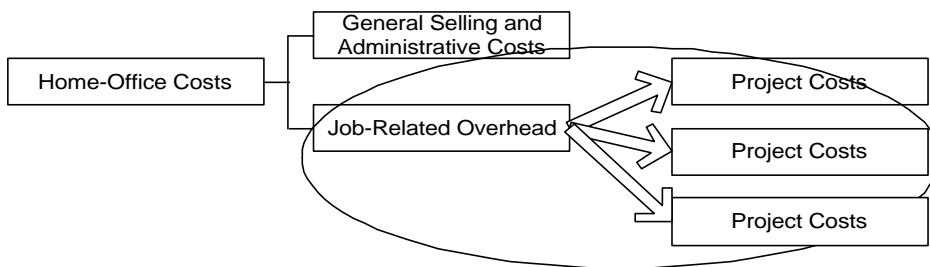 General Selling and
Administrative Costs
Home-Office Costs
Project Costs
Job-Related Overhead
Project Costs
Project Costs